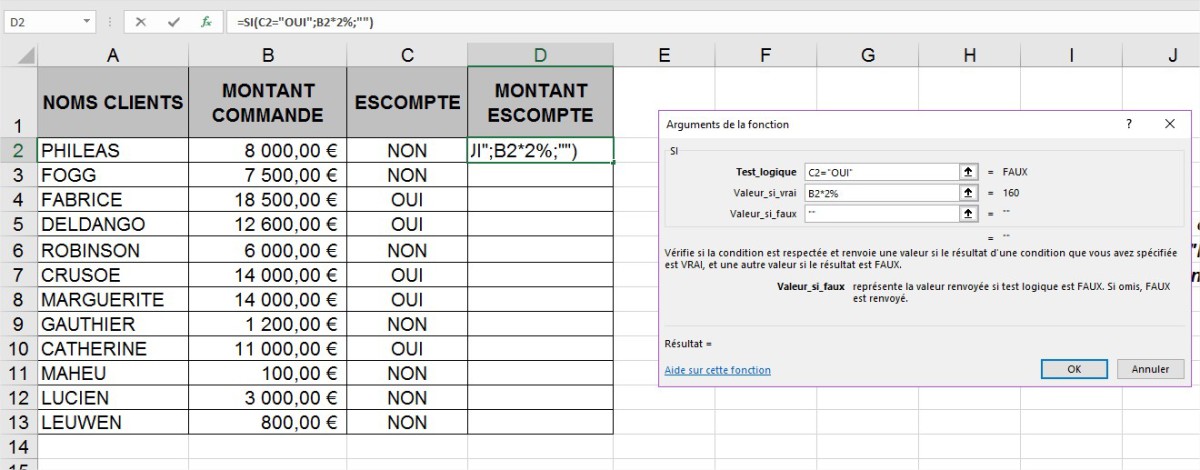 D2 fx =SI(C2="OUI";B2*2%;"")
A B C D E F G H I J
1 NOMS CLIENTS MONTANT COMMANDE ESCOMPTE MONTANT ESCOMPTE
2 PHILEAS 8 000,00 € NON JI";B2*2%;"")
3 FOGG 7 500,00 € NON
4 FABRICE 18 500,00 € OUI
5 DELDANGO 12 600,00 € OUI
6 ROBINSON 6 000,00 € NON
7 CRUSOE 14 000,00 € OUI
8 MARGUERITE 14 000,00 € OUI
9 GAUTHIER 1 200,00 € NON
10 CATHERINE 11 000,00 € OUI
11 MAHEU 100,00 € NON
12 LUCIEN 3 000,00 € NON
13 LEUWEN 800,00 € NON
14
15
Arguments de la fonction ?
SI
Test_logique C2="OUI" = FAUX
Valeur_si_vrai B2*2% = 160
Valeur_si_faux "" = ""
= ""
Vérifie si la condition est respectée et renvoie une valeur si le résultat d'une condition que vous avez spécifiée
est VRAI, et une autre valeur si le résultat est FAUX.
Valeur_si_faux représente la valeur renvoyée si test logique est FAUX. Si omis, FAUX
est renvoyé.
Résultat =
Aide sur cette fonction
OK Annuler